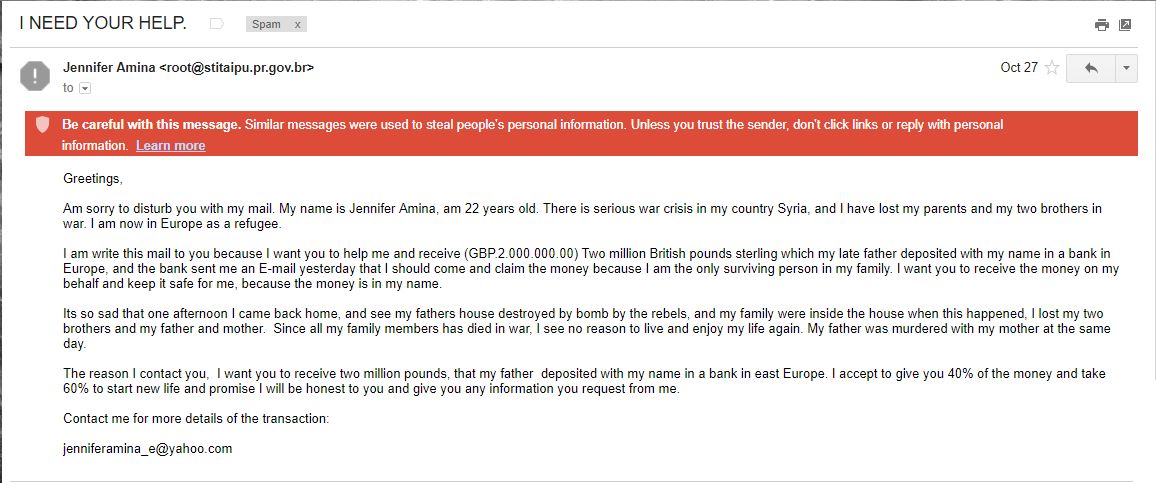 I NEED YOUR HELP.
Spam x
Jennifer Amina <root@stitaipu.pr.gov.br>
Oct 27
to
Be careful with this message. Similar messages were used to steal people's personal information. Unless you trust the sender, don't click links or reply with personal
information. Learn more
Greetings,
Am sorry to disturb you with my mail. My name is Jennifer Amina, am 22 years old. There is serious war crisis in my country Syria, and I have lost my parents and my two brothers in
war. I am now in Europe as a refugee.
I am write this mail to you because I want you to help me and receive (GBP.2.000.000.00) Two million British pounds sterling which my late father deposited with my name in a bank in
Europe, and the bank sent me an E-mail yesterday that I should come and claim the money because I am the only surviving person in my family. I want you to receive the money on my
behalf and keep it safe for me, because the money is in my name.
Its so sad that one afternoon I came back home, and see my fathers house destroyed by bomb by the rebels, and my family were inside the house when this happened, I lost my two
brothers and my father and mother.  Since all my family members has died in war, I see no reason to live and enjoy my life again. My father was murdered with my mother at the same
day.
The reason I contact you,  I want you to receive two million pounds, that my father  deposited with my name in a bank in east Europe. I accept to give you 40% of the money and take
60% to start new life and promise I will be honest to you and give you any information you request from me.
Contact me for more details of the transaction:
jenniferamina_e@yahoo.com